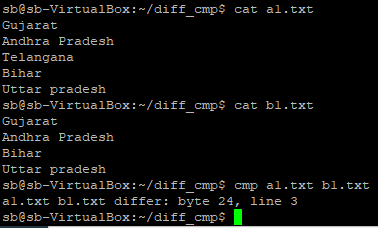 sb@sb-VirtualBox:~/diff_cmp$ cat a1.txt
Gujarat
Andhra Pradesh
Telangana
Bihar
Uttar pradesh
sb@sb-VirtualBox:~/diff_cmp$ cat b1.txt
Gujarat
Andhra Pradesh
Bihar
Uttar pradesh
sb@sb-VirtualBox:~/diff_cmp$ cmp a1.txt b1.txt
a1.txt b1.txt differ: byte 24, line 3
sb@sb-VirtualBox:~/diff_cmp$